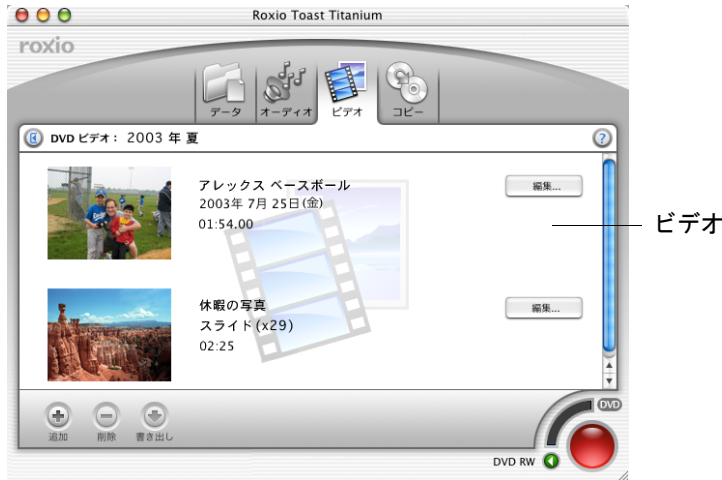 Roxio Toast Titanium
roxio
データ オーディオ ビデオ コピー
DVD ビデオ： 2003 年 夏
?
アレックス ベースボール
編集...
2003年 7月 25日(金)
01:54.00
ビデオ
休暇の写真
編集...
スライド(x29)
02:25
追加 削除 書き出し
DVD
DVD RW